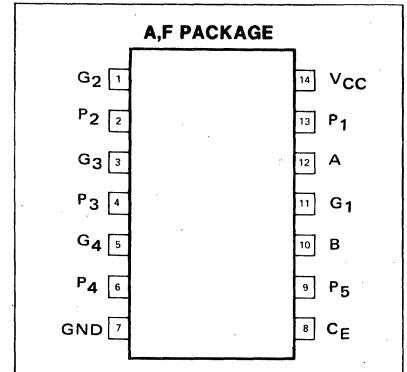 A,F PACKAGE
G2 1 14 VCC
P2 2 13 P1
G3 3 12 A
P3 4 11 G1
G4 5 10 B
P4 6 9 P5
GND 7 8 CE